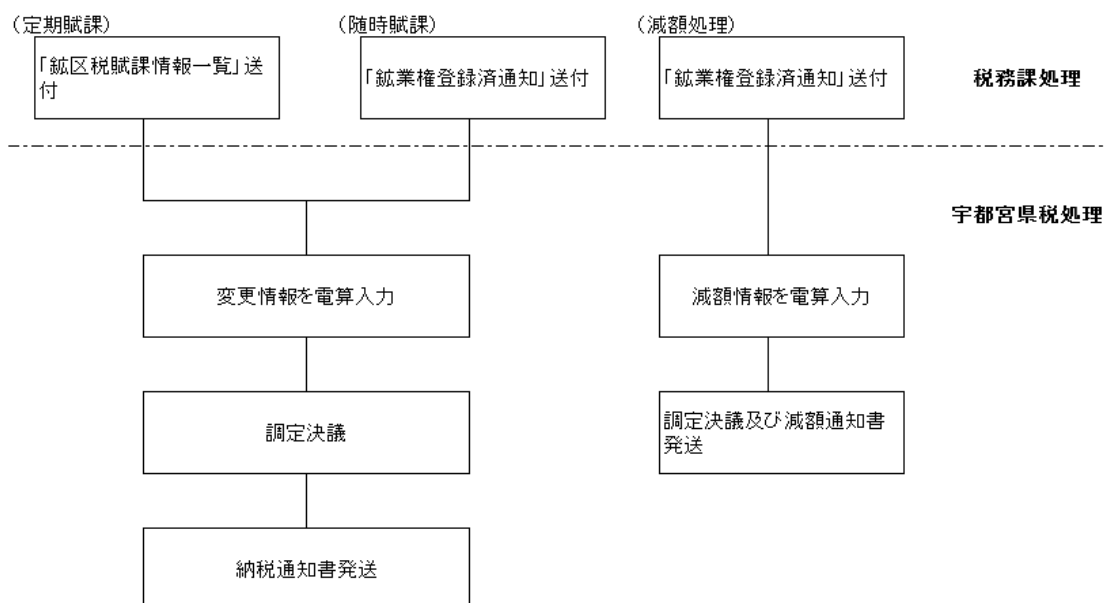 (定期賦課)
(随時賦課)
(減額処理)
「鉱区税賦課情報一覧」送
付
「鉱業権登録済通知」送付
「鉱業権登録済通知」送付
税務課処理
宇都宮県税処理
変更情報を電算入力
減額情報を電算入力
調定決議
調定決議及び減額通知書
発送
納税通知書発送